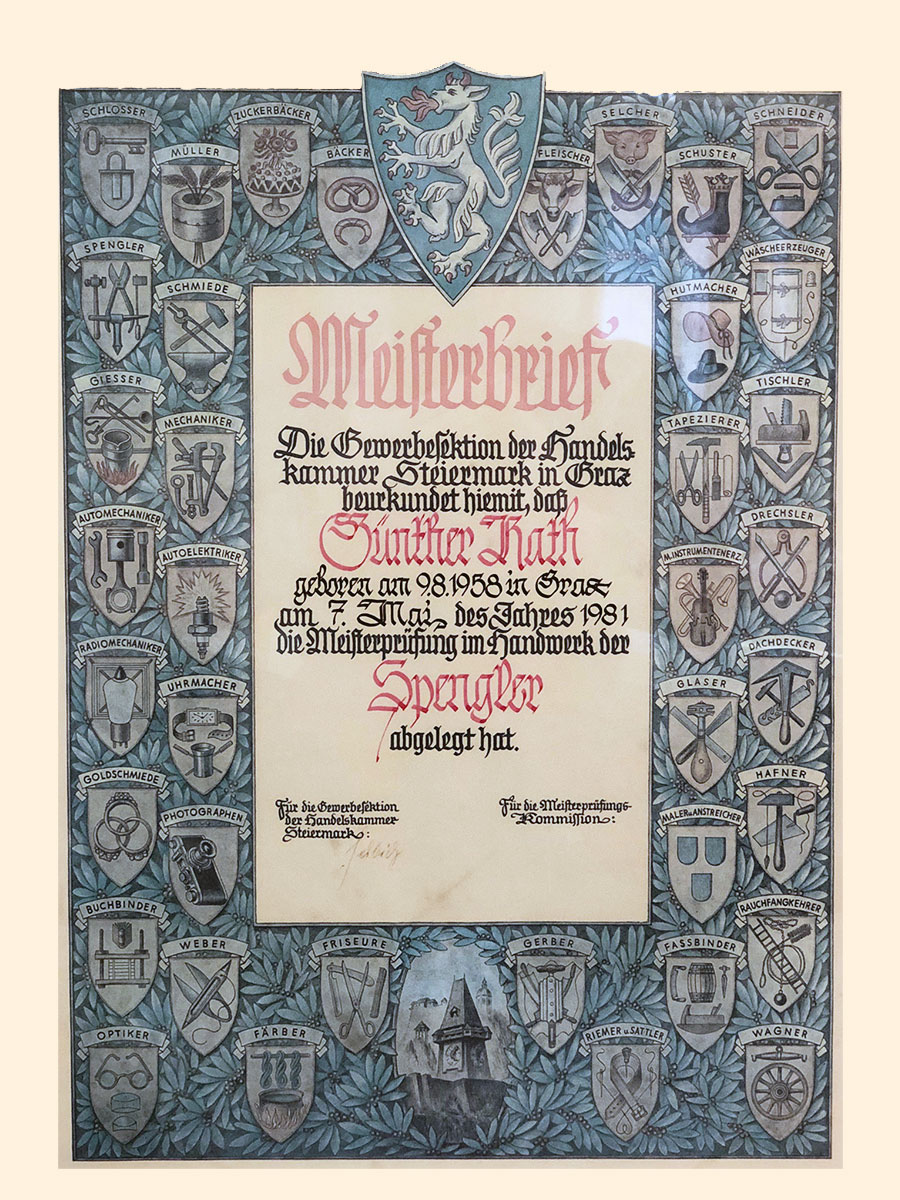 SCHLOSSER
MÜLLER
ZUCKERBÄCKER
BÄCKER
FLEISCHER
SELCHER
SCHUSTER
SCHNEIDER
SPENGLER
SCHMIEDE
HUTMACHER
WÄSCHEERZEUGER
GIESSER
MECHANIKER
TAPEZIERER
TISCHLER
AUTOMECHANIKER
AUTOELEKTRIKER
M.INSTRUMENTENERZ.
DRECHSLER
RADIOMECHANIKER
UHRMACHER
GLASER
DACHDECKER
GOLDSCHMIEDE
PHOTOGRAPHEN
MALER u ANSTREICHER
HAFNER
BUCHBINDER
WEBER
FRISEURE
GERBER
FASSBINDER
RAUCHFANGKEHRER
OPTIKER
FÄRBER
RIEMER u SATTLER
WAGNER
Meisterbrief
Die Gewerbesektion der Handels-
kammer Steiermark in Graz
beurkundet hiemit, daß
Günther Rath
geboren am 9.8.1958 in Graz
am 7. Mai des Jahres 1981
die Meisterprüfung im Handwerk der
Spengler
abgelegt hat.
Für die Gewerbesektion
der Handelskammer
Steiermark:
Für die Meisterprüfungs-
Kommission: